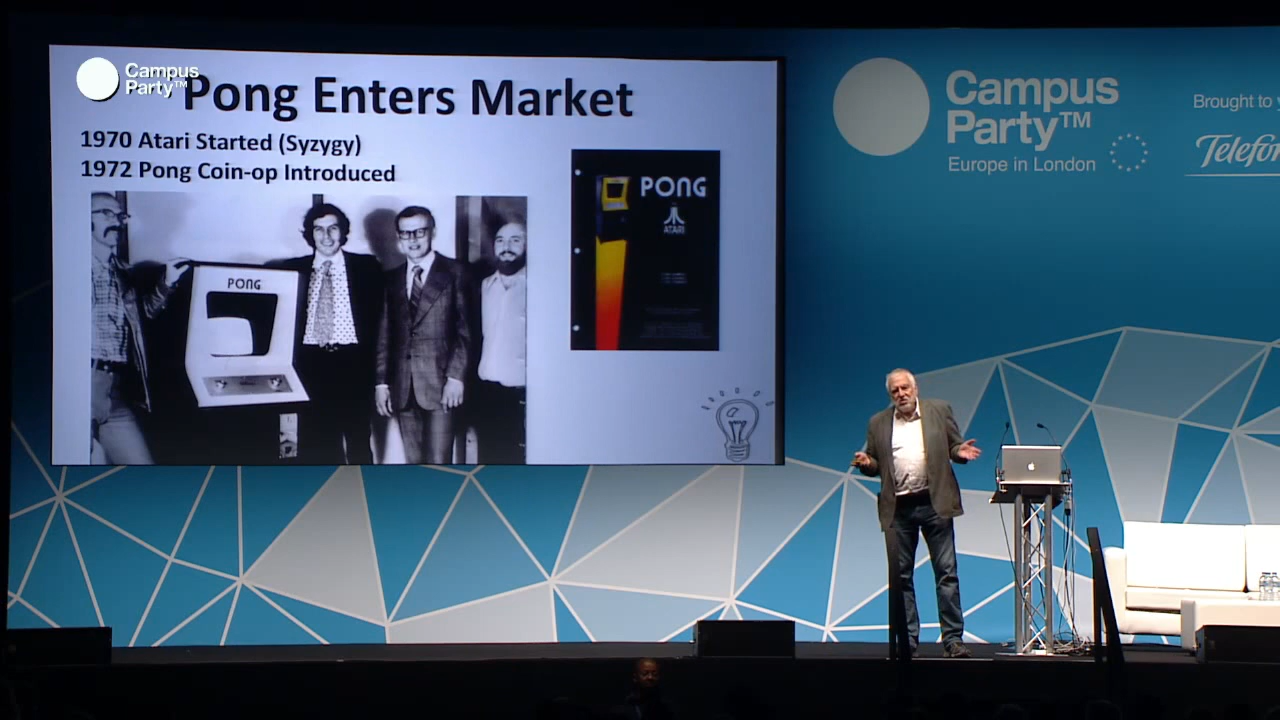 Campus
Party™
'Pong Enters Market
1970 Atari Started (Syzygy)
1972 Pong Coin-op Introduced
PONG
PONG
ATARI
Campus
Party™
Europe in London
Brought to y
Telefón